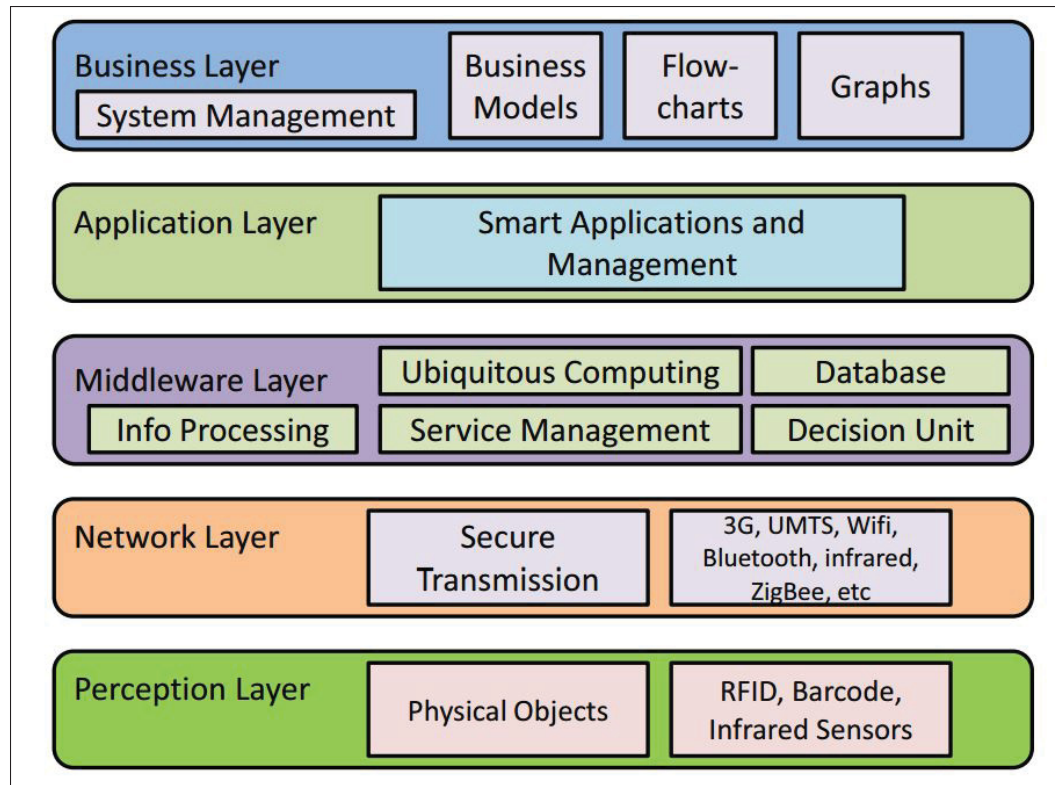 Business Layer
System Management
Business
Models
Flow-
charts
Graphs
Application Layer
Smart Applications and
Management
Middleware Layer
Info Processing
Ubiquitous Computing
Database
Service Management
Decision Unit
Network Layer
Secure
Transmission
3G, UMTS, Wifi,
Bluetooth, infrared,
ZigBee, etc
Perception Layer
Physical Objects
RFID, Barcode,
Infrared Sensors